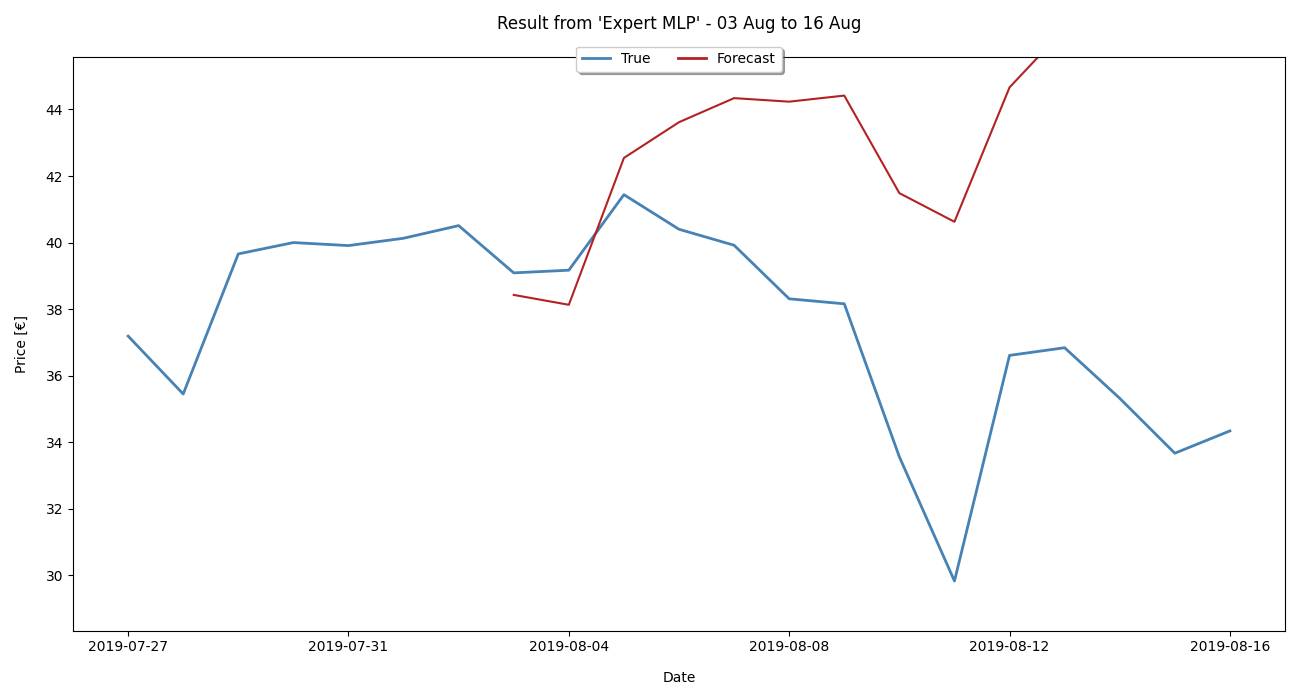 Result from 'Expert MLP' - 03 Aug to 16 Aug
True Forecast
44
42
40
38
36
34
32
30
Price [€]
2019-07-27 2019-07-31 2019-08-04 2019-08-08 2019-08-12 2019-08-16
Date